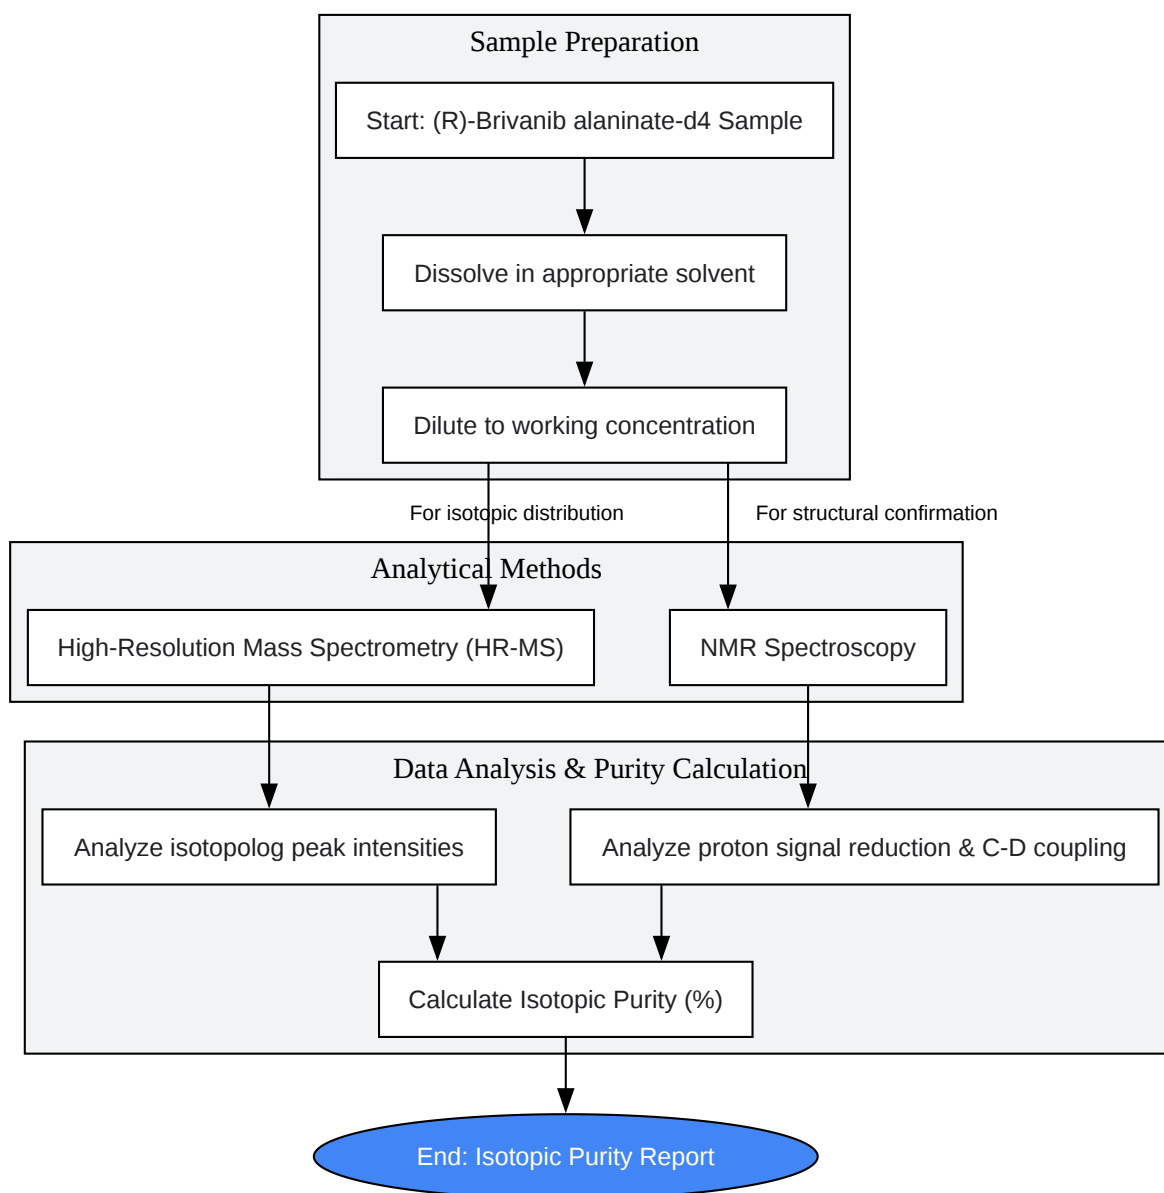 Sample Preparation
Start: (R)-Brivanib alaninate-d4 Sample
Dissolve in appropriate solvent
Dilute to working concentration
For isotopic distribution
For structural confirmation
Analytical Methods
High-Resolution Mass Spectrometry (HR-MS)
NMR Spectroscopy
Data Analysis & Purity Calculation
Analyze isotopolog peak intensities
Analyze proton signal reduction & C-D coupling
Calculate Isotopic Purity (%)
End: Isotopic Purity Report